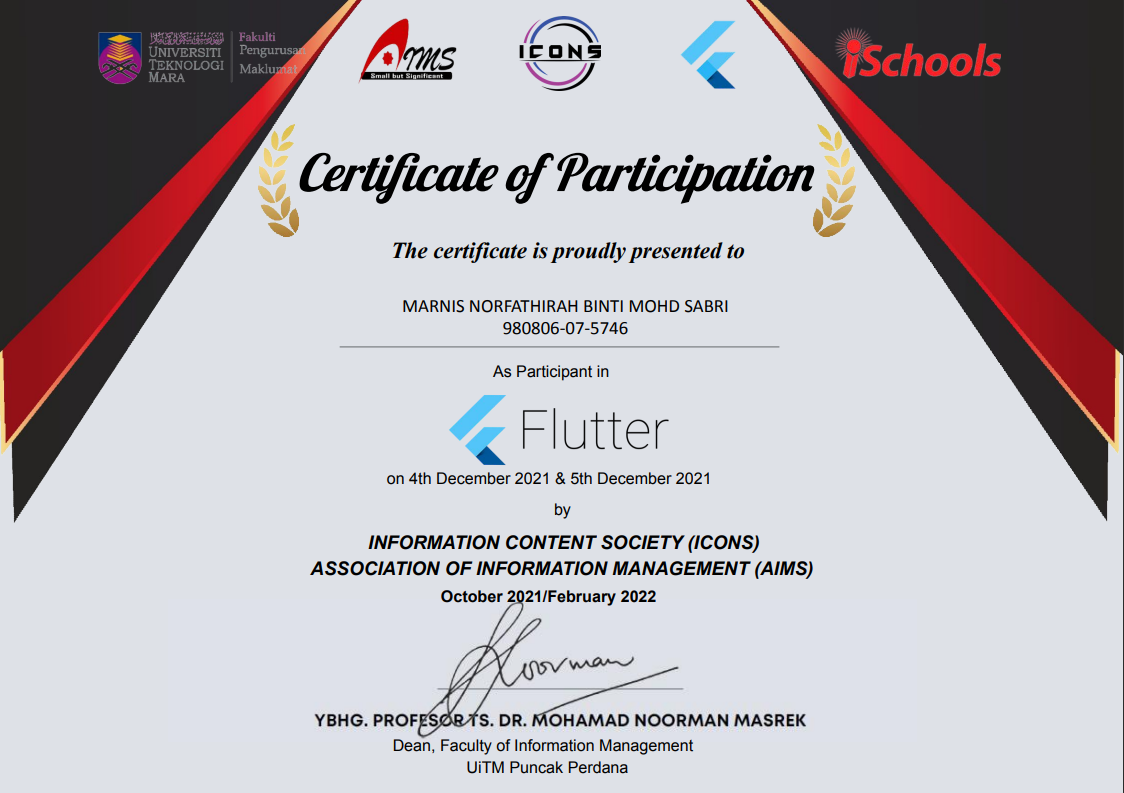 UNIVERSITI
TEKNOLOGI
MARA
Fakulti
Pengurusan
Maklumat
AIMS
Small but Significant
ICONS
iSchools
Certificate of Participation
The certificate is proudly presented to
MARNIS NORFATHIRAH BINTI MOHD SABRI
980806-07-5746
As Participant in
Flutter
on 4th December 2021 & 5th December 2021
by
INFORMATION CONTENT SOCIETY (ICONS)
ASSOCIATION OF INFORMATION MANAGEMENT (AIMS)
October 2021/February 2022
Noorman
YBHG. PROFESOR TS. DR. MOHAMAD NOORMAN MASREK
Dean, Faculty of Information Management
UiTM Puncak Perdana